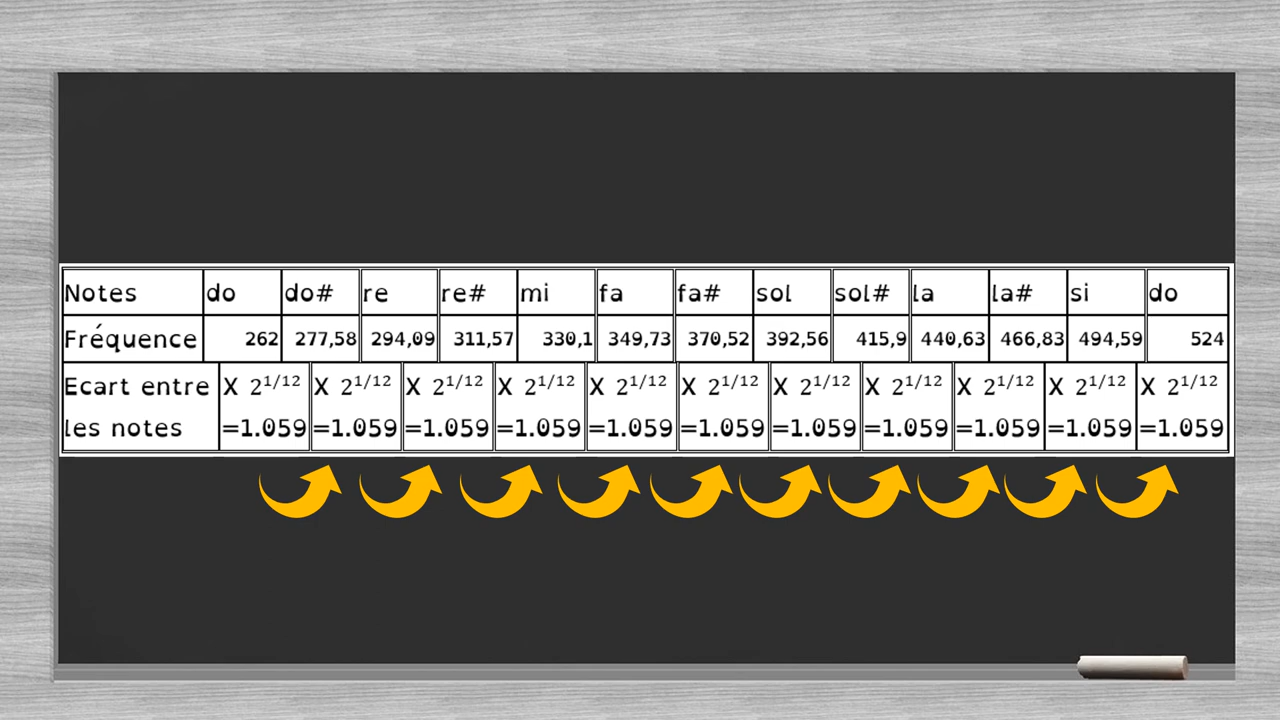 Notes do do# re re# mi fa fa# sol sol# la la# si do
Fréquence 262 277,58 294,09 311,57 330,1 349,73 370,52 392,56 415,9 440,63 466,83 494,59 524
Ecart entre X 2^1/12 X 2^1/12 X 2^1/12 X 2^1/12 X 2^1/12 X 2^1/12 X 2^1/12 X 2^1/12 X 2^1/12 X 2^1/12 X 2^1/12
les notes =1.059 =1.059 =1.059 =1.059 =1.059 =1.059 =1.059 =1.059 =1.059 =1.059 =1.059